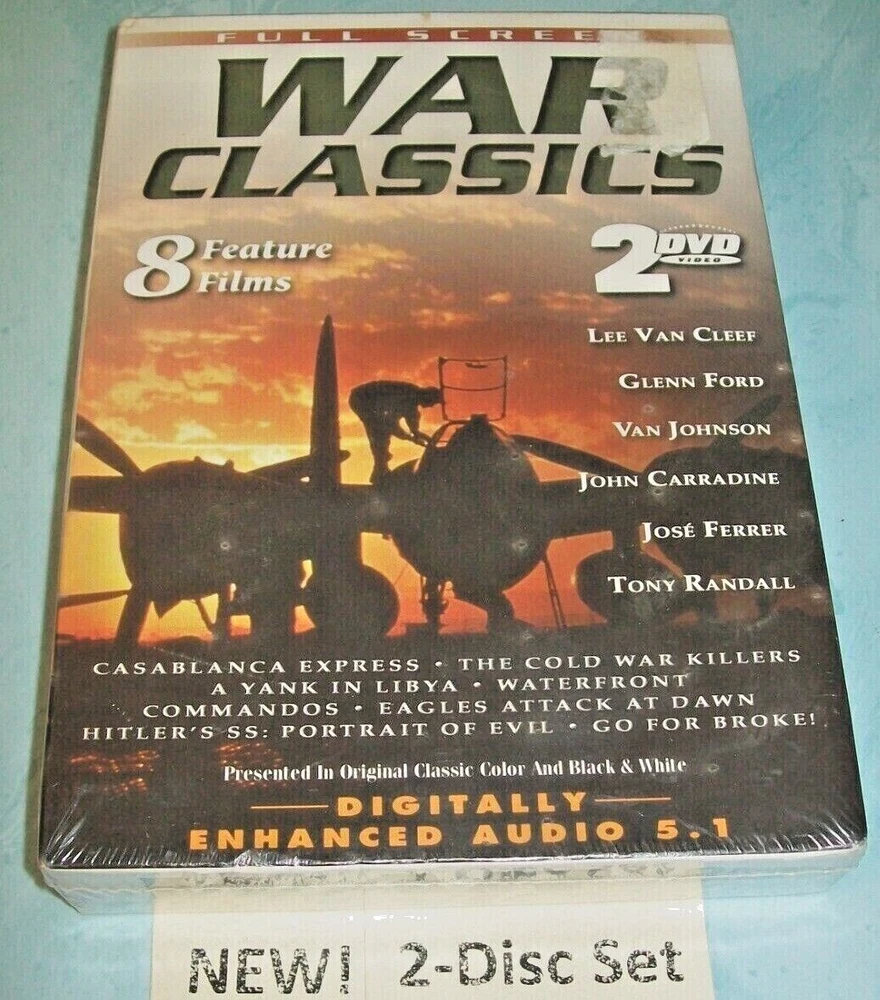 FULL SCREEN
WAR
CLASSICS
8 Feature
Films
2 DVD
VIDEO
LEE VAN CLEEF
GLENN FORD
VAN JOHNSON
JOHN CARRADINE
JOSÉ FERRER
TONY RANDALL
CASABLANCA EXPRESS • THE COLD WAR KILLERS
A YANK IN LIBYA • WATERFRONT
COMMANDOS • EAGLES ATTACK AT DAWN
HITLER'S SS: PORTRAIT OF EVIL • GO FOR BROKE!
Presented In Original Classic Color And Black & White
DIGITALLY
ENHANCED AUDIO 5.1
NEW! 2-Disc Set